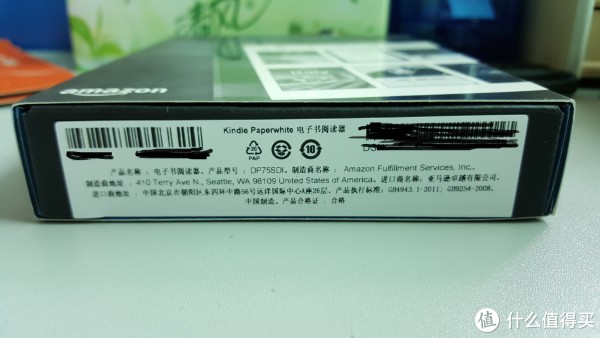 清风
amazon
Kindle Paperwhite 电子书阅读器
20
PAP
10
产品名称：电子书阅读器。产品型号：DP75SDI。制造商名称：Amazon Fulfillment Services, Inc.。
制造商地址：410 Terry Ave N., Seattle, WA 98109 United States of America。进口商名称：亚马逊卓越有限公司。
进口商地址：中国北京市朝阳区东四环中路56号远洋国际中心A座26层。产品执行标准：GB4943.1-2011; GB9254-2008。
中国制造。产品合格证：合格
值 什么值得买